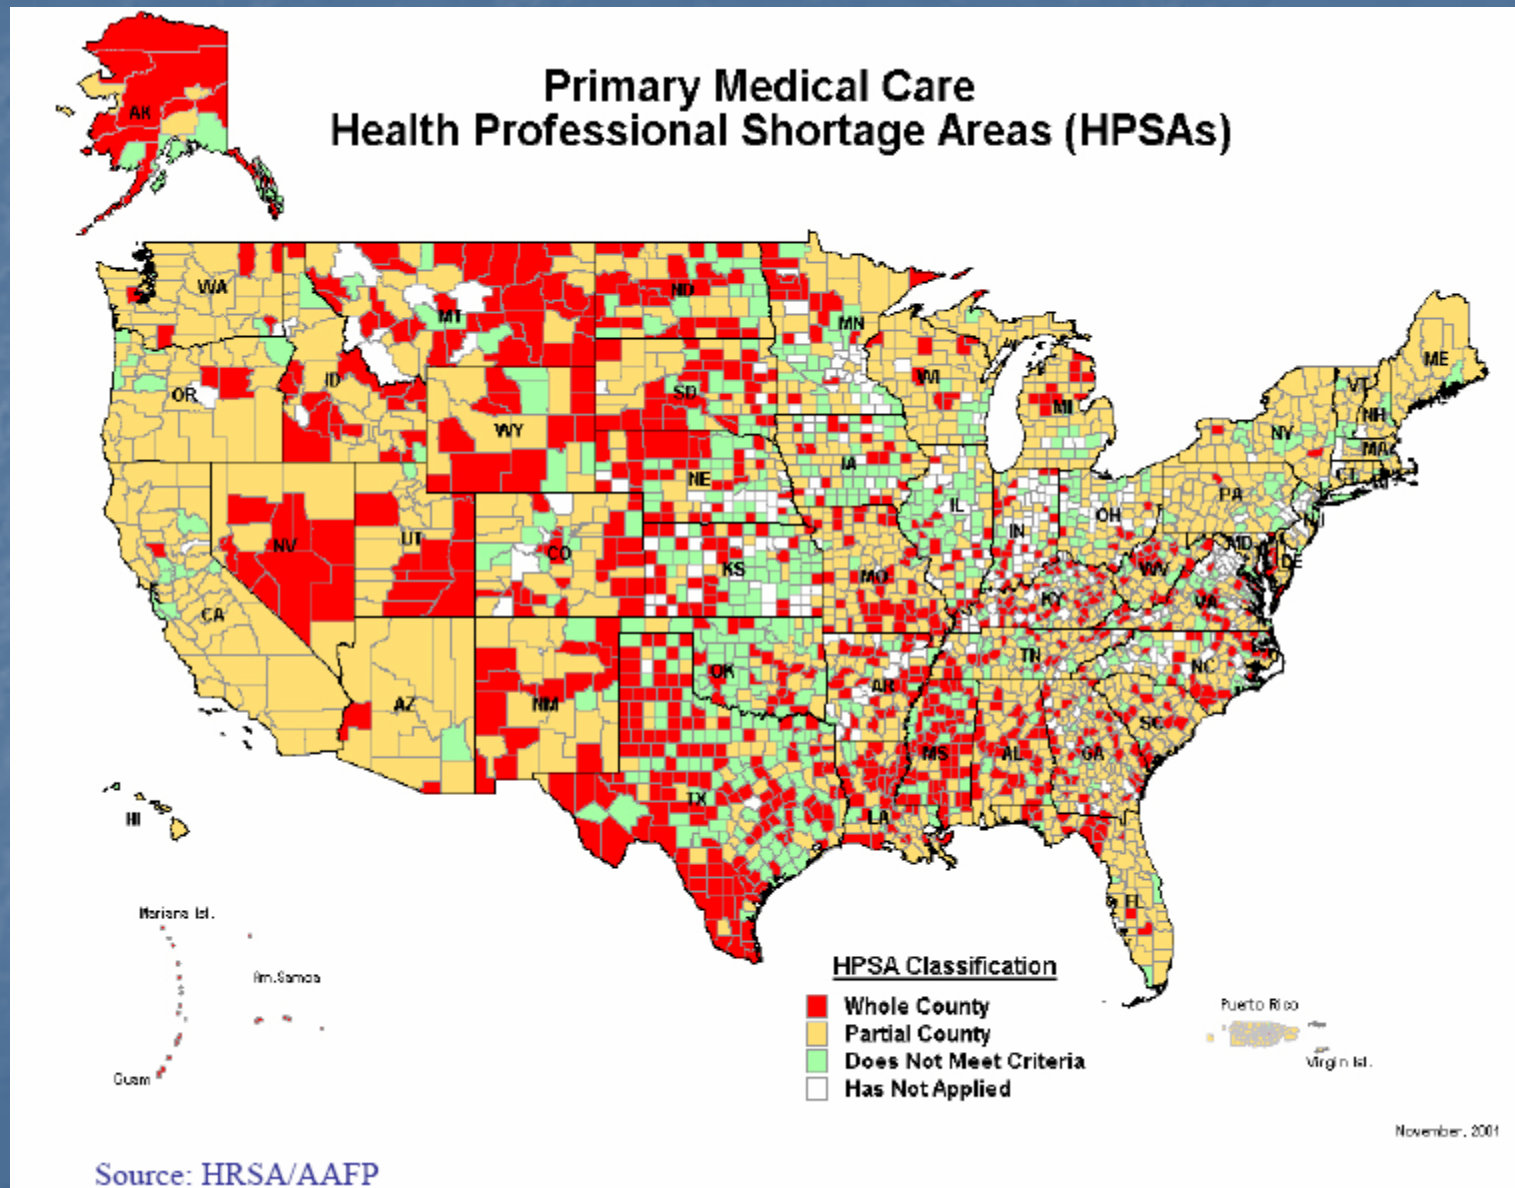 Primary Medical Care
Health Professional Shortage Areas (HPSAs)
AK
WA
MT
ND
MN
ME
OR
ID
WI
VT
SD
MI
NH
WY
NY
MA
IA
CT
NE
PA
IL
OH
IN
NJ
NV
UT
CO
MD
DE
KS
MO
WV
KY
VA
CA
TN
NC
OK
AR
AZ
NM
SC
MS
AL
GA
TX
LA
HI
FL
Mariana Isl.
Am.Samoa
Guam
HPSA Classification
Whole County
Partial County
Does Not Meet Criteria
Has Not Applied
Puerto Rico
Virgin Isl.
November, 2001
Source: HRSA/AAFP